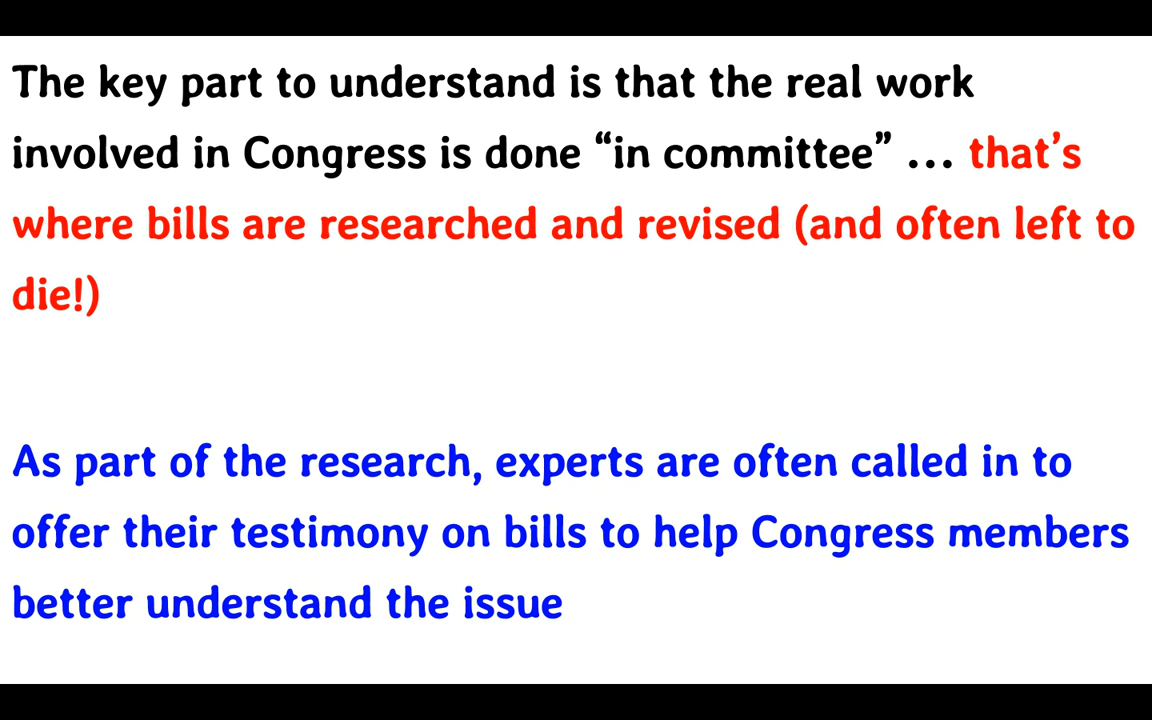 The key part to understand is that the real work
involved in Congress is done “in committee” ... that’s
where bills are researched and revised (and often left to
die!)
As part of the research, experts are often called in to
offer their testimony on bills to help Congress members
better understand the issue